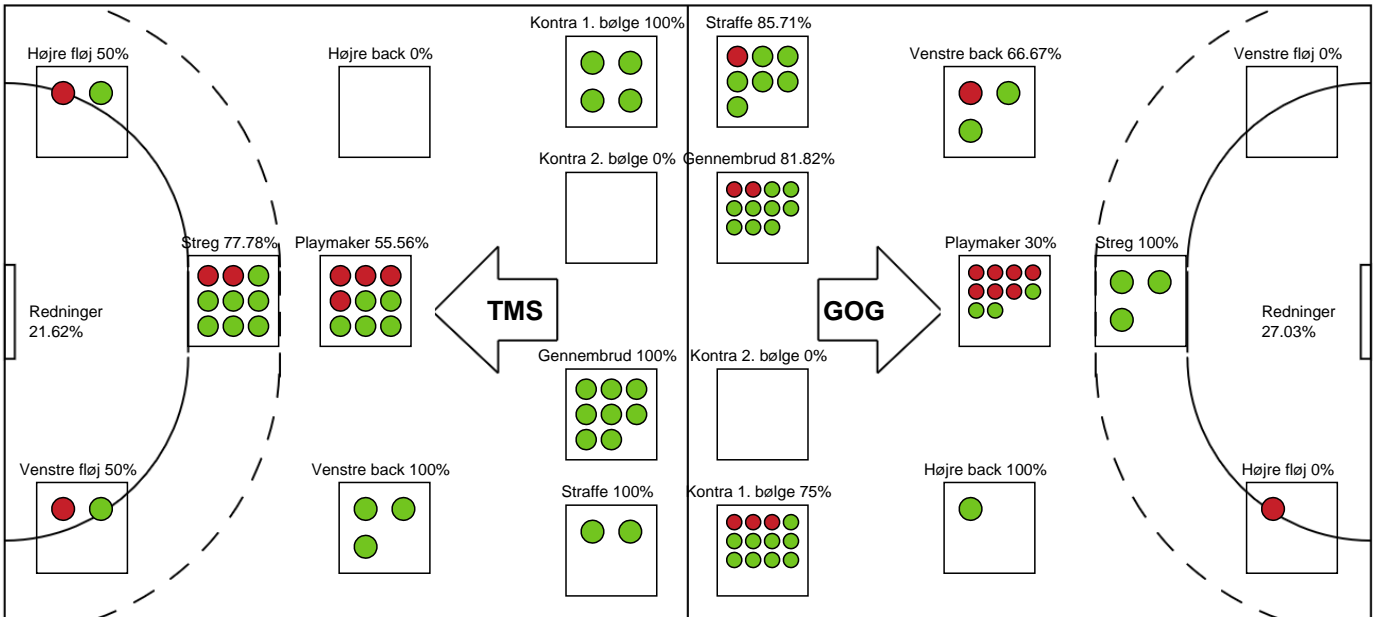 Kontra 1. bølge 100%
Straffe 85.71%
Højre fløj 50%
Højre back 0%
Venstre back 66.67%
Venstre fløj 0%
Kontra 2. bølge 0%
Gennembrud 81.82%
Streg 77.78%
Playmaker 55.56%
Playmaker 30%
Streg 100%
Redninger
21.62%
TMS
GOG
Redninger
27.03%
Gennembrud 100%
Kontra 2. bølge 0%
Venstre fløj 50%
Venstre back 100%
Højre back 100%
Højre fløj 0%
Straffe 100%
Kontra 1. bølge 75%